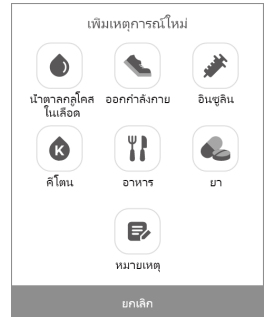 เพิ่มเหตุการณ์ใหม่
น้ำตาลกลูโคส
ในเลือด
ออกกำลังกาย
อินซูลิน
K
คีโตน
อาหาร
ยา
หมายเหตุ
ยกเลิก